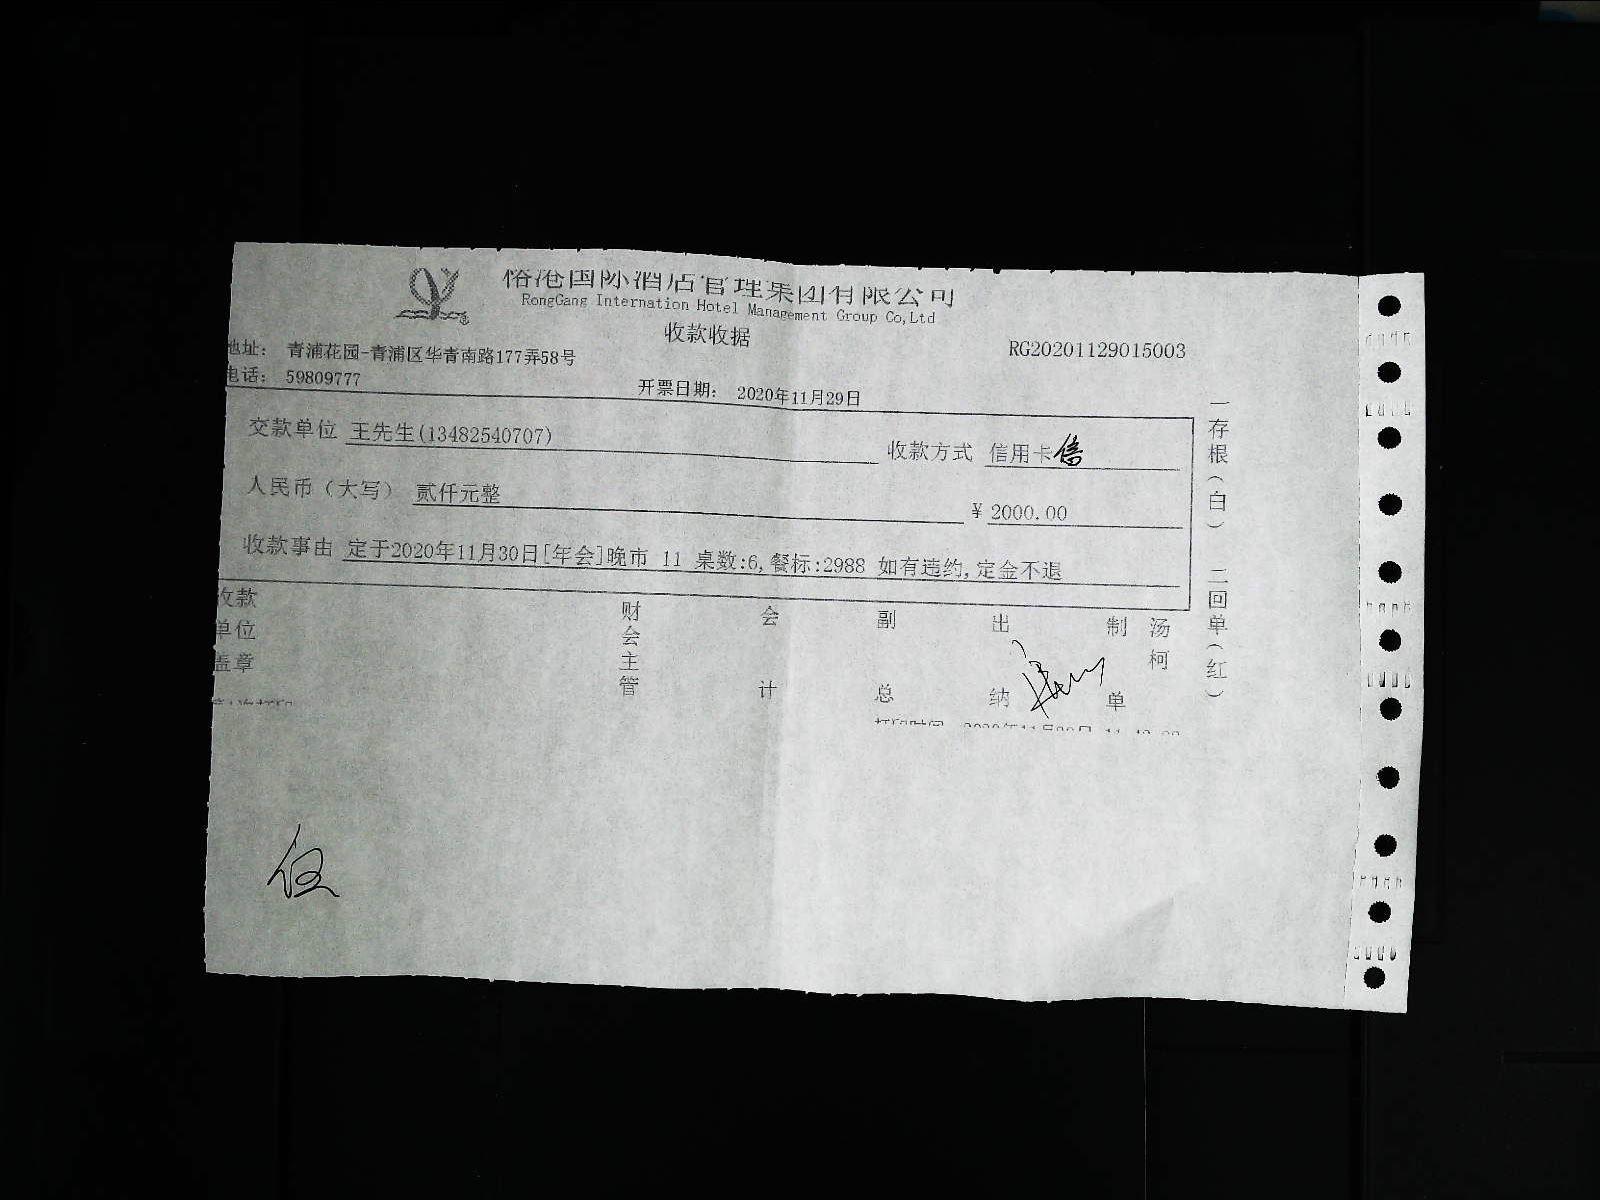 榕港国际酒店管理集团有限公司
RongGang Internation Hotel Management Group Co,Ltd
收款收据
地址: 青浦花园-青浦区华青南路177弄58号
RG20201129015003
电话: 59809777
开票日期: 2020年11月29日
交款单位 王先生(13482540707)
收款方式 信用卡 信
人民币(大写) 贰仟元整
¥ 2000.00
收款事由 定于2020年11月30日[年会]晚市 11 桌数:6,餐标:2988 如有违约,定金不退
收款单位盖章
财会主管
会计
副总
出纳
制单
汤柯
一存根(白) 二回单(红)
打印时间